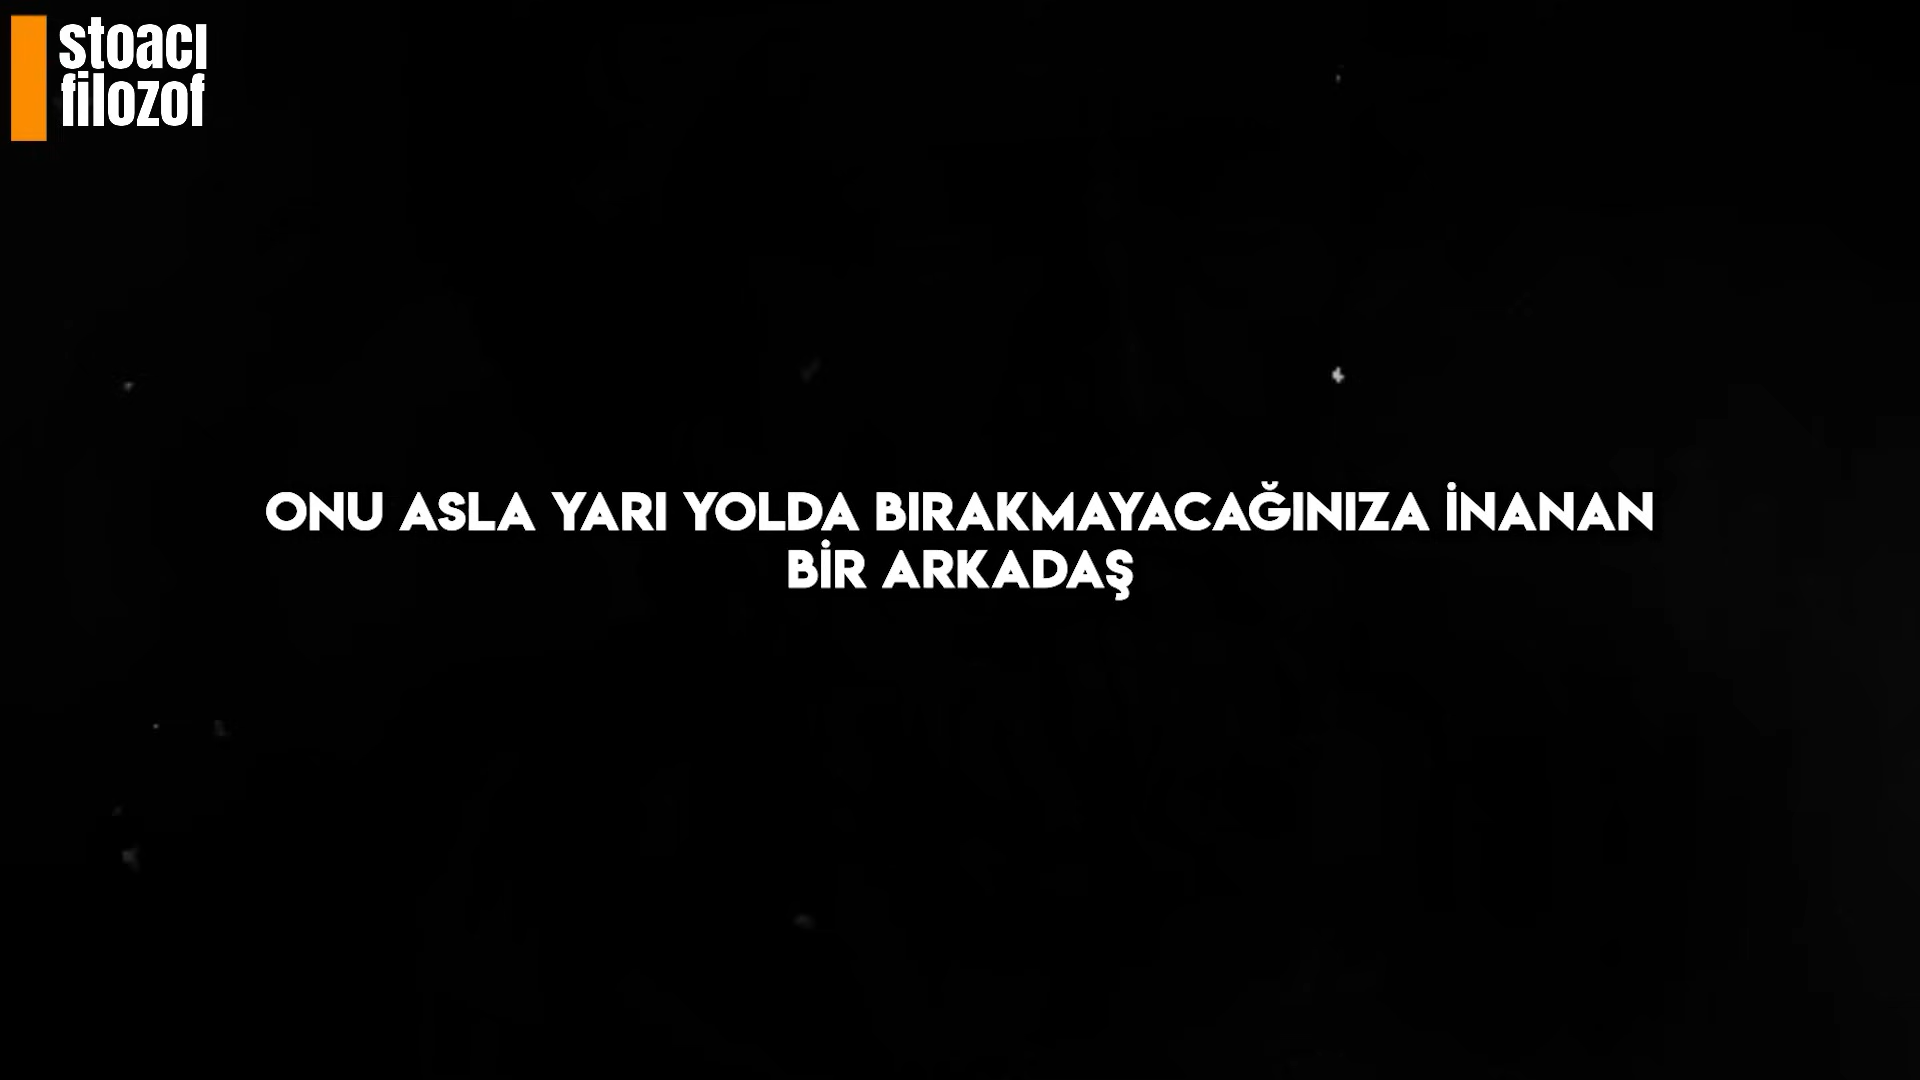 stoacı
filozof
ONU ASLA YARI YOLDA BIRAKMAYACAĞINIZA İNANAN
BİR ARKADAŞ